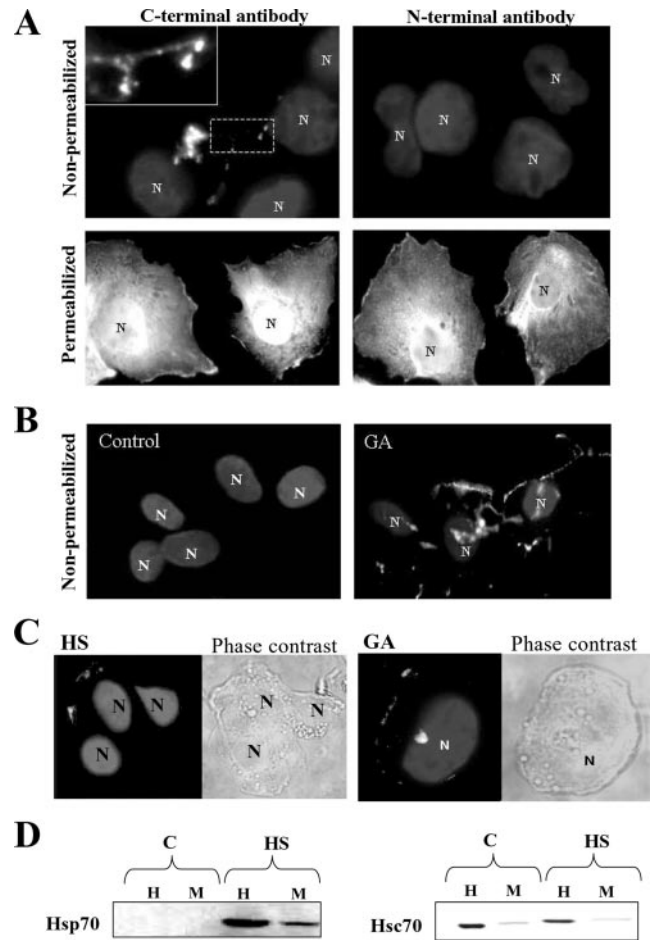 A
C-terminal antibody
N-terminal antibody
Non-permeabilized
N
N
N
N
N
N
N
Permeabilized
N
N
N
N
B
Non-permeabilized
Control
N
N
N
N
N
GA
N
N
N
C
HS
Phase contrast
GA
Phase contrast
N
N
N
N
N
N
N
N
D
C
HS
C
HS
H
M
H
M
H
M
H
M
Hsp70
Hsc70